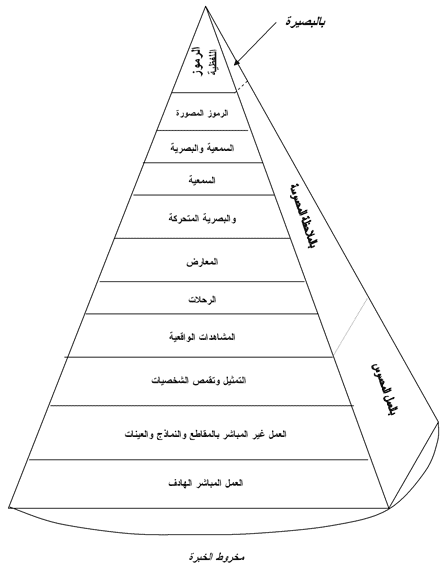 بالبصيرة
الرموز
اللفظية
الرموز المصورة
السمعية والبصرية
السمعية
والبصرية المتحركة
المعارض
الرحلات
المشاهدات الواقعية
التمثيل وتقمص الشخصيات
العمل غير المباشر بالمقاطع والنماذج والعينات
العمل المباشر الهادف
بالملاحظة المحسوسة
بالعمل المحسوس
مخروط الخبرة